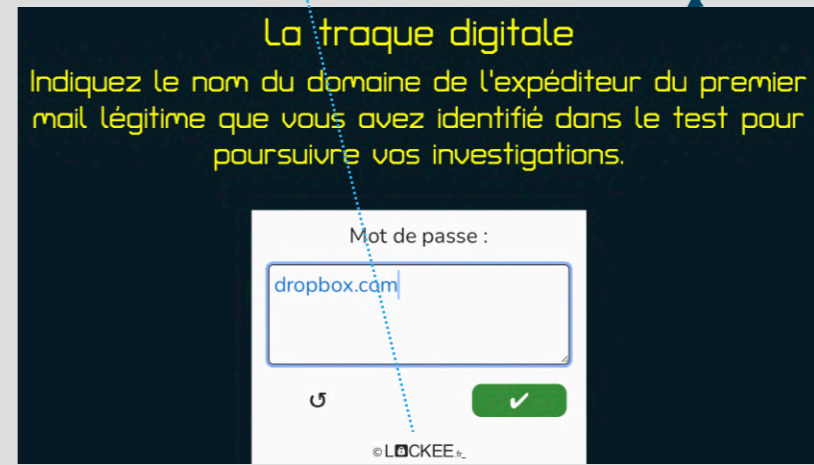 La traque digitale
Indiquez le nom du domaine de l'expéditeur du premier
mail légitime que vous avez identifié dans le test pour
poursuivre vos investigations.
Mot de passe :
dropbox.com
© LOCKEE.fr_